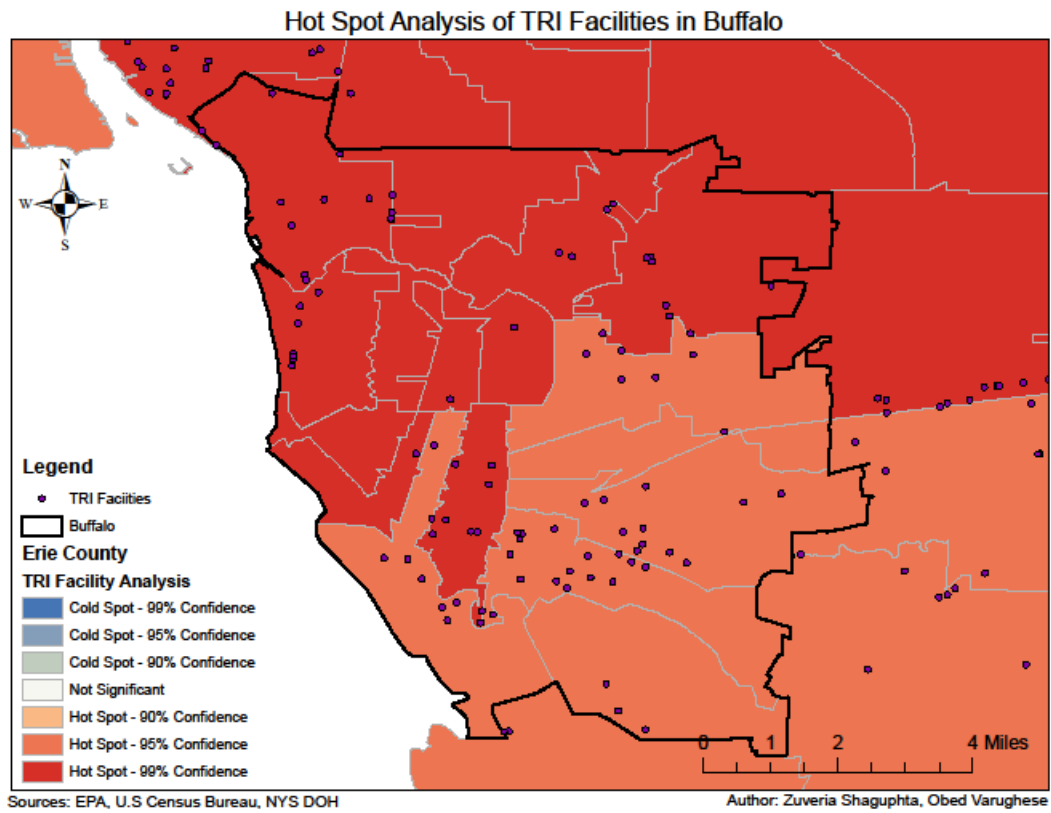 Hot Spot Analysis of TRI Facilities in Buffalo
N
W E
S
Legend
TRI Facities
Buffalo
Erie County
TRI Facility Analysis
Cold Spot - 99% Confidence
Cold Spot - 95% Confidence
Cold Spot - 90% Confidence
Not Significant
Hot Spot - 90% Confidence
Hot Spot - 95% Confidence
Hot Spot - 99% Confidence
0 1 2 4 Miles
Sources: EPA, U.S Census Bureau, NYS DOH
Author: Zuveria Shaguphta, Obed Varughese